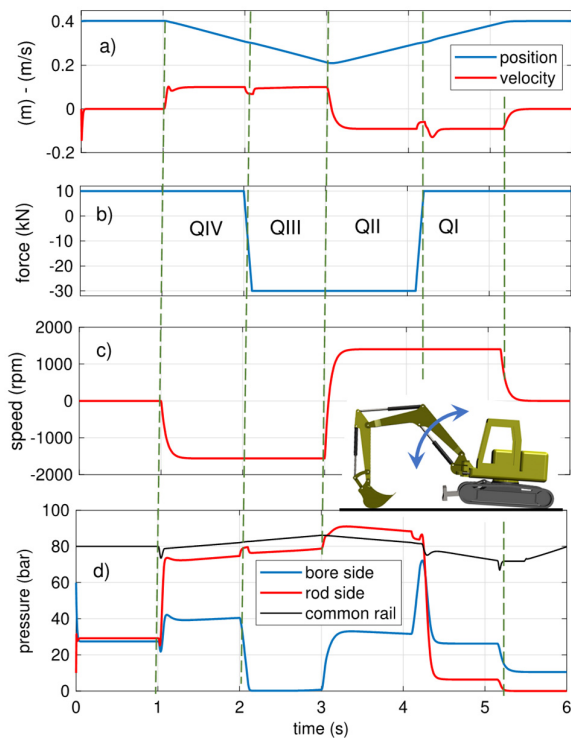 0.4
a)
0.2
0
-0.2
(m) - (m/s)
position
velocity
10
b)
0
-10
-20
-30
force (kN)
QIV
QIII
QII
QI
2000
c)
1000
0
-1000
-2000
speed (rpm)
100
80
60
d)
40
20
0
pressure (bar)
bore side
rod side
common rail
0
1
2
3
4
5
6
time (s)